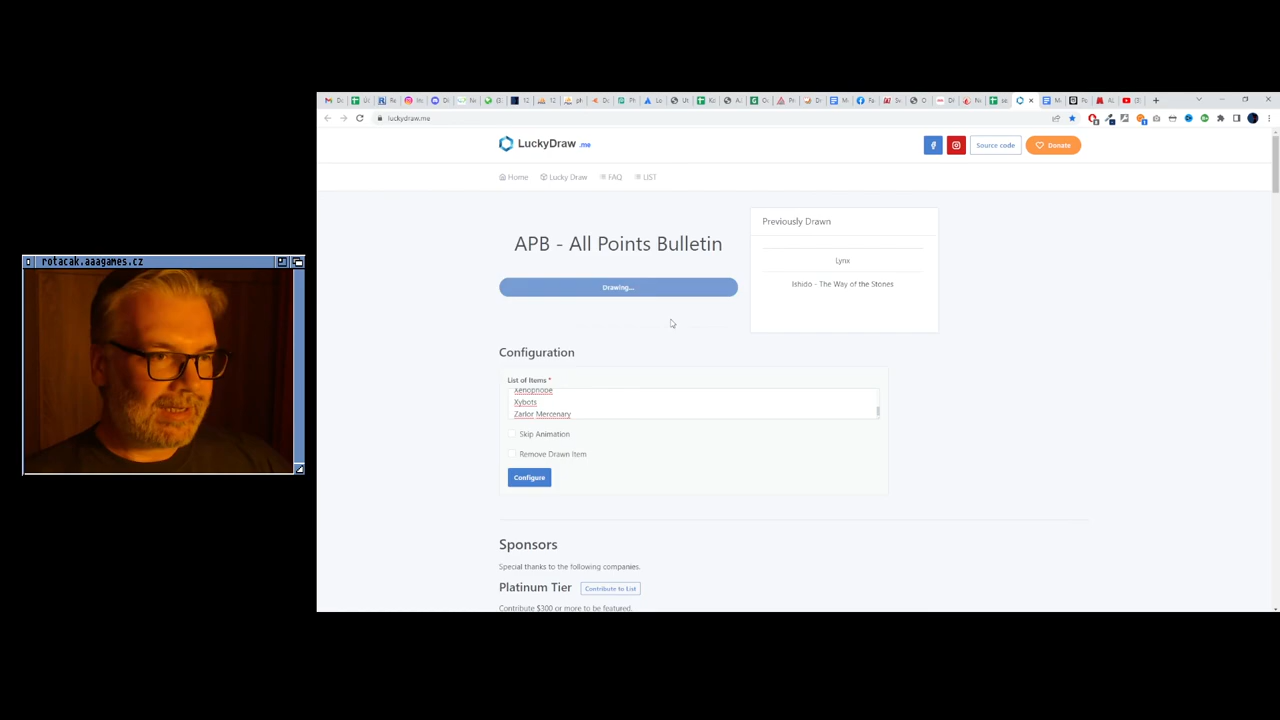 rotacak.aaagames.cz
luckydraw.me
LuckyDraw .me
Source code
Donate
Home
Lucky Draw
FAQ
LIST
APB - All Points Bulletin
Drawing...
Previously Drawn
Lynx
Ishido - The Way of the Stones
Configuration
List of Items *
Xenophobe
Xybots
Zarlor Mercenary
Skip Animation
Remove Drawn Item
Configure
Sponsors
Special thanks to the following companies.
Platinum Tier
Contribute to List
Contribute $300 or more to be featured.